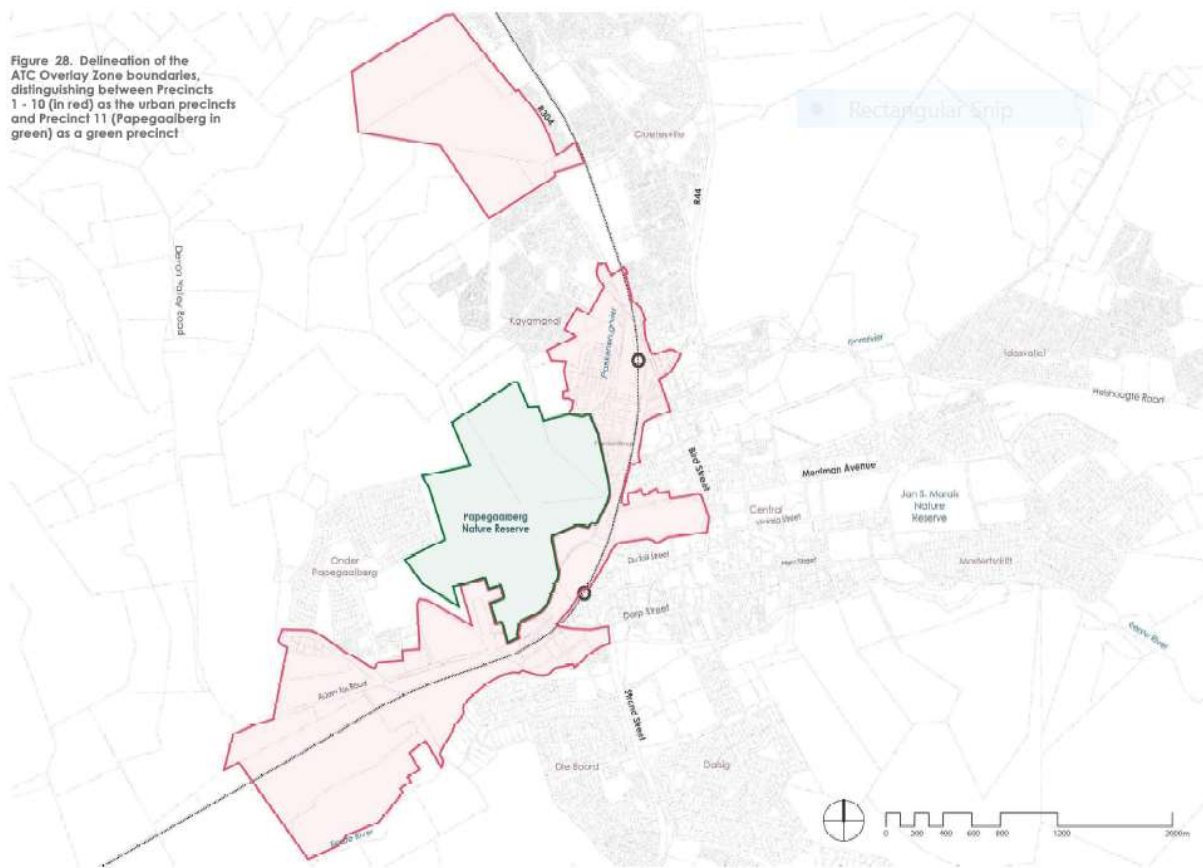 Figure 28. Delineation of the
ATC Overlay Zone boundaries,
distinguishing between Precincts
1 - 10 (in red) as the urban precincts
and Precinct 11 (Papegaaiberg in
green) as a green precinct
Rectangular Snip
R304
Cloetesville
R44
Devon Valley Road
Kayamandi
Idasvallei
Helshoogte Road
Bird Street
Merriman Avenue
Jan S. Marais
Nature
Reserve
Central
Victoria Street
Papegaaiberg
Nature Reserve
Onder
Papegaaiberg
Du Toit Street
Dorp Street
Adam Tas Road
Strand Street
Die Boord
Dalsig
Eerste River
0 200 400 600 800 1200 2000m